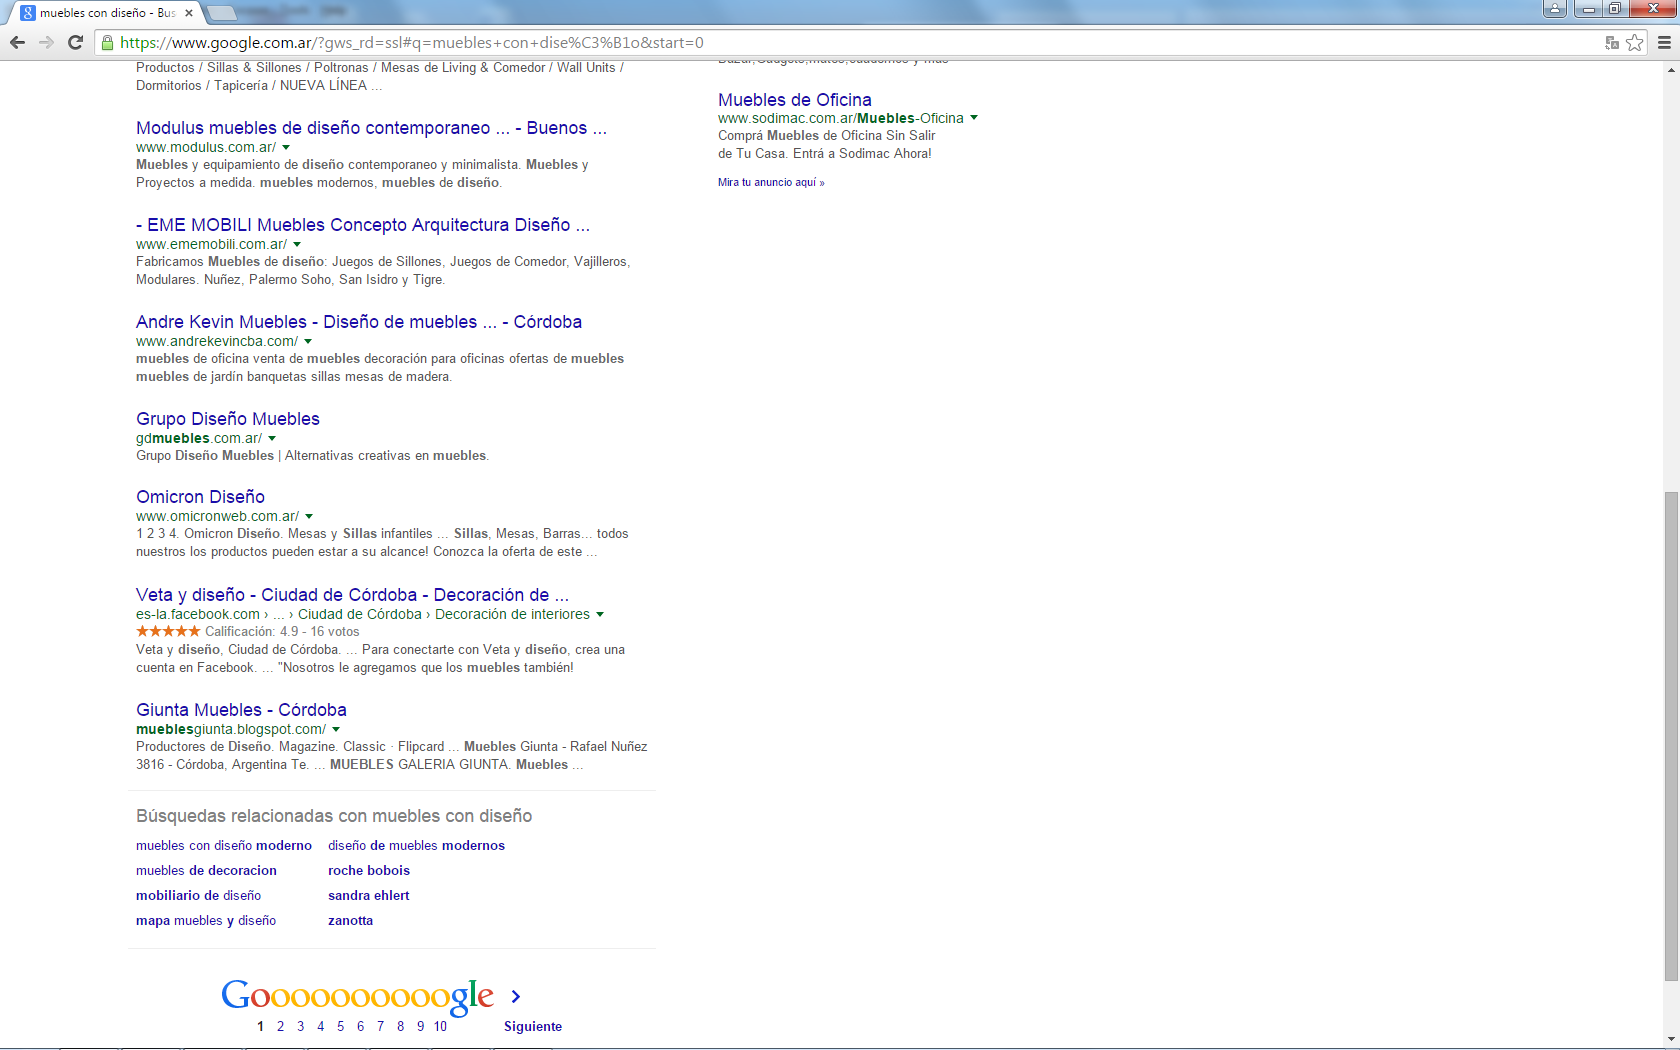 muebles con diseño - Bus
https://www.google.com.ar/?gws_rd=ssl#q=muebles+con+dise%C3%B1o&start=0
Productos / Sillas & Sillones / Poltronas / Mesas de Living & Comedor / Wall Units /
Dormitorios / Tapicería / NUEVA LÍNEA ...
Modulus muebles de diseño contemporaneo ... - Buenos ...
www.modulus.com.ar/
Muebles y equipamiento de diseño contemporaneo y minimalista. Muebles y
Proyectos a medida. muebles modernos, muebles de diseño.
- EME MOBILI Muebles Concepto Arquitectura Diseño ...
www.ememobili.com.ar/
Fabricamos Muebles de diseño: Juegos de Sillones, Juegos de Comedor, Vajilleros,
Modulares. Nuñez, Palermo Soho, San Isidro y Tigre.
Andre Kevin Muebles - Diseño de muebles ... - Córdoba
www.andrekevincba.com/
muebles de oficina venta de muebles decoración para oficinas ofertas de muebles
muebles de jardín banquetas sillas mesas de madera.
Grupo Diseño Muebles
gdmuebles.com.ar/
Grupo Diseño Muebles | Alternativas creativas en muebles.
Omicron Diseño
www.omicronweb.com.ar/
1 2 3 4. Omicron Diseño. Mesas y Sillas infantiles ... Sillas, Mesas, Barras... todos
nuestros los productos pueden estar a su alcance! Conozca la oferta de este ...
Veta y diseño - Ciudad de Córdoba - Decoración de ...
es-la.facebook.com › ... › Ciudad de Córdoba › Decoración de interiores
Calificación: 4.9 - 16 votos
Veta y diseño, Ciudad de Córdoba. ... Para conectarte con Veta y diseño, crea una
cuenta en Facebook. ... "Nosotros le agregamos que los muebles también!
Giunta Muebles - Córdoba
mueblesgiunta.blogspot.com/
Productores de Diseño. Magazine. Classic · Flipcard ... Muebles Giunta - Rafael Nuñez
3816 - Córdoba, Argentina Te. ... MUEBLES GALERIA GIUNTA. Muebles ...
Búsquedas relacionadas con muebles con diseño
muebles con diseño moderno
muebles de decoracion
mobiliario de diseño
mapa muebles y diseño
diseño de muebles modernos
roche bobois
sandra ehlert
zanotta
Goooooooooogle
1 2 3 4 5 6 7 8 9 10 Siguiente
Bazar,Gadgets,mates,cuadernos y más
Muebles de Oficina
www.sodimac.com.ar/Muebles-Oficina
Comprá Muebles de Oficina Sin Salir
de Tu Casa. Entrá a Sodimac Ahora!
Mira tu anuncio aquí »